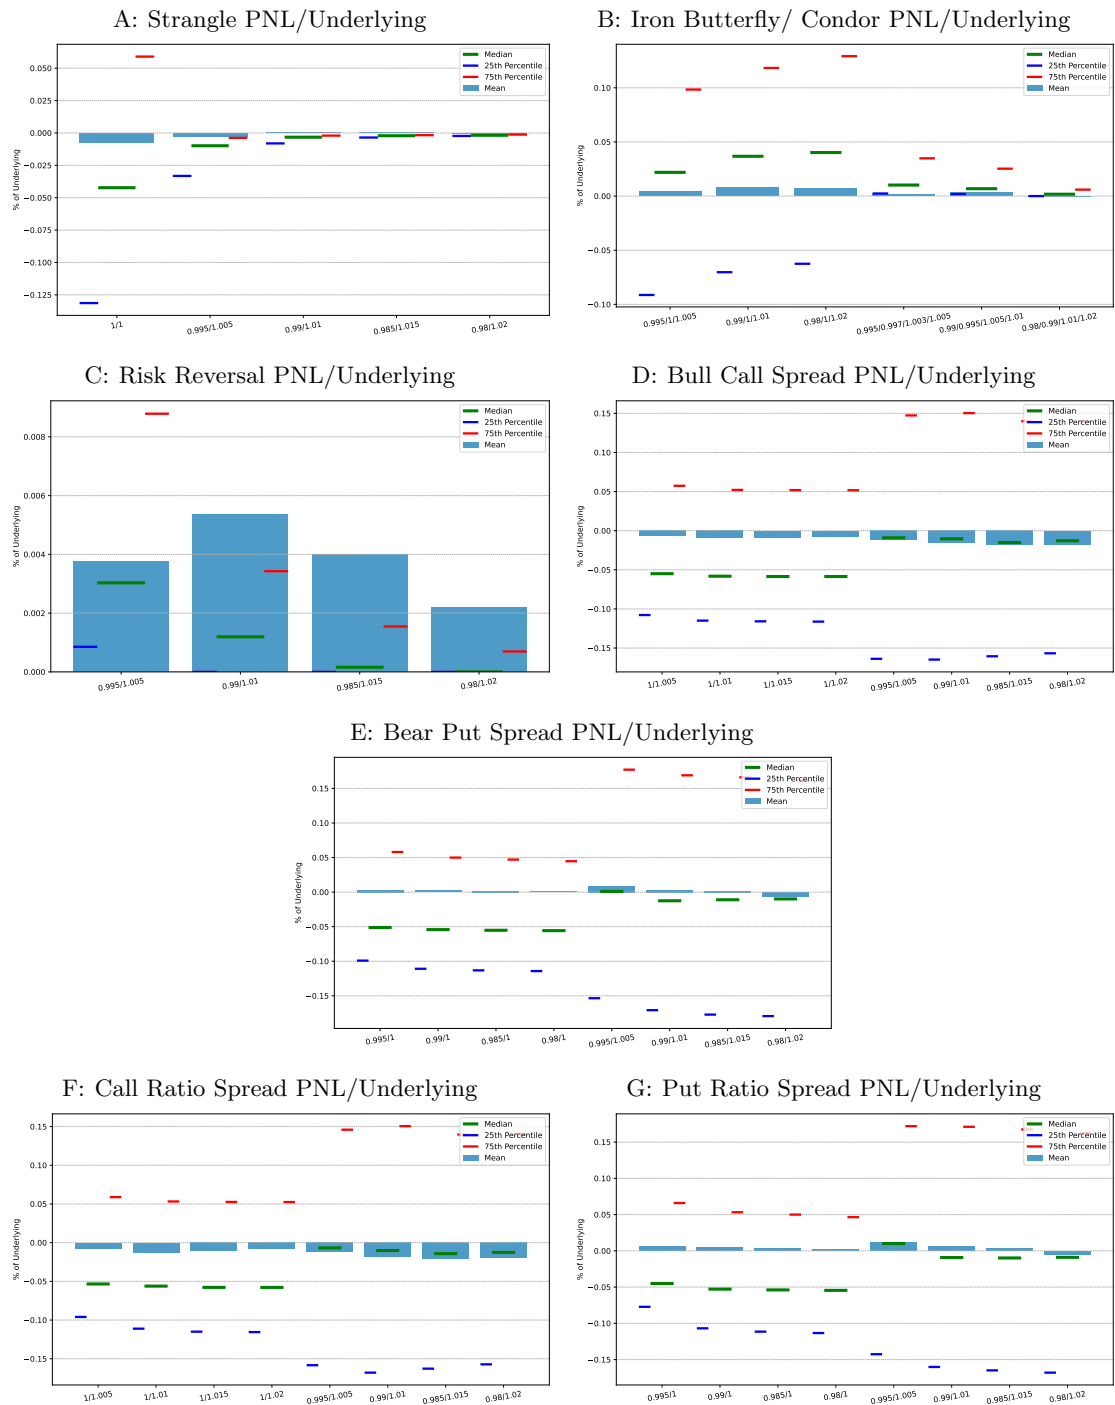 A: Strangle PNL/Underlying
% of Underlying
0.050
0.025
0.000
−0.025
−0.050
−0.075
−0.100
−0.125
Median
25th Percentile
75th Percentile
Mean
1/1
0.995/1.005
0.99/1.01
0.985/1.015
0.98/1.02
B: Iron Butterfly/ Condor PNL/Underlying
% of Underlying
0.10
0.05
0.00
−0.05
−0.10
Median
25th Percentile
75th Percentile
Mean
0.995/1/1.005
0.99/1/1.01
0.98/1/1.02
0.995/0.997/1.003/1.005
0.99/0.995/1.005/1.01
0.98/0.99/1.01/1.02
C: Risk Reversal PNL/Underlying
% of Underlying
0.008
0.006
0.004
0.002
0.000
Median
25th Percentile
75th Percentile
Mean
0.995/1.005
0.99/1.01
0.985/1.015
0.98/1.02
D: Bull Call Spread PNL/Underlying
% of Underlying
0.15
0.10
0.05
0.00
−0.05
−0.10
−0.15
Median
25th Percentile
75th Percentile
Mean
1/1.005
1/1.01
1/1.015
1/1.02
0.995/1.005
0.99/1.01
0.985/1.015
0.98/1.02
E: Bear Put Spread PNL/Underlying
% of Underlying
0.15
0.10
0.05
0.00
−0.05
−0.10
−0.15
Median
25th Percentile
75th Percentile
Mean
0.995/1
0.99/1
0.985/1
0.98/1
0.995/1.005
0.99/1.01
0.985/1.015
0.98/1.02
F: Call Ratio Spread PNL/Underlying
% of Underlying
0.15
0.10
0.05
0.00
−0.05
−0.10
−0.15
Median
25th Percentile
75th Percentile
Mean
1/1.005
1/1.01
1/1.015
1/1.02
0.995/1.005
0.99/1.01
0.985/1.015
0.98/1.02
G: Put Ratio Spread PNL/Underlying
% of Underlying
0.15
0.10
0.05
0.00
−0.05
−0.10
−0.15
Median
25th Percentile
75th Percentile
Mean
0.995/1
0.99/1
0.985/1
0.98/1
0.995/1.005
0.99/1.01
0.985/1.015
0.98/1.02